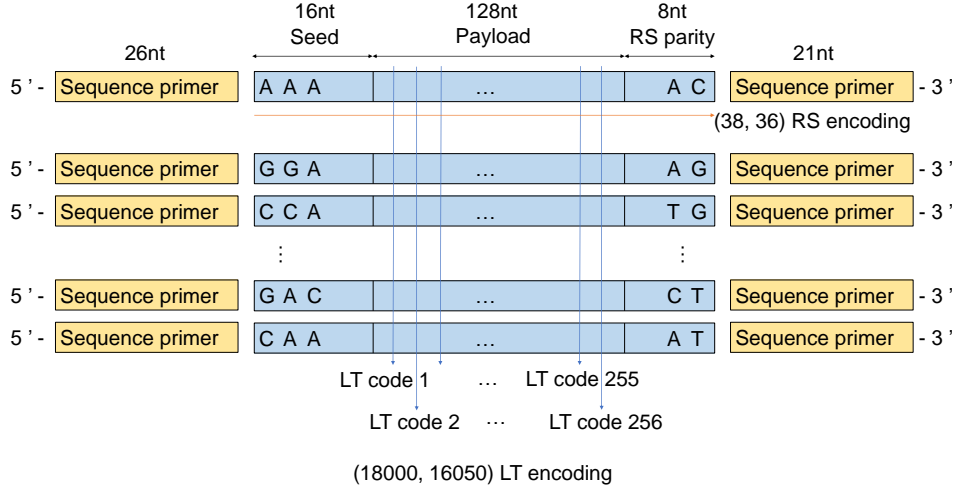 16nt 128nt 8nt
26nt Seed Payload RS parity 21nt
5 ' - Sequence primer A A A ... A C Sequence primer - 3 '
(38, 36) RS encoding
5 ' - Sequence primer G G A ... A G Sequence primer - 3 '
5 ' - Sequence primer C C A ... T G Sequence primer - 3 '
⋮ ⋮
5 ' - Sequence primer G A C ... C T Sequence primer - 3 '
5 ' - Sequence primer C A A ... A T Sequence primer - 3 '
LT code 1 ... LT code 255
LT code 2 ... LT code 256
(18000, 16050) LT encoding